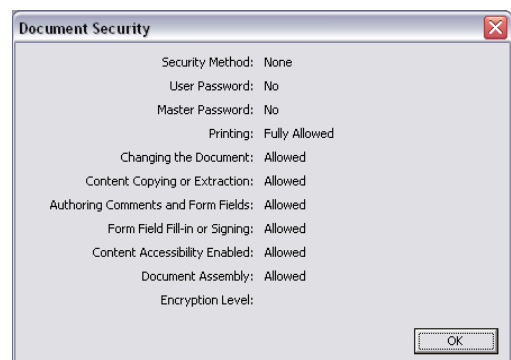 Document Security
Security Method: None
User Password: No
Master Password: No
Printing: Fully Allowed
Changing the Document: Allowed
Content Copying or Extraction: Allowed
Authoring Comments and Form Fields: Allowed
Form Field Fill-in or Signing: Allowed
Content Accessibility Enabled: Allowed
Document Assembly: Allowed
Encryption Level:
OK